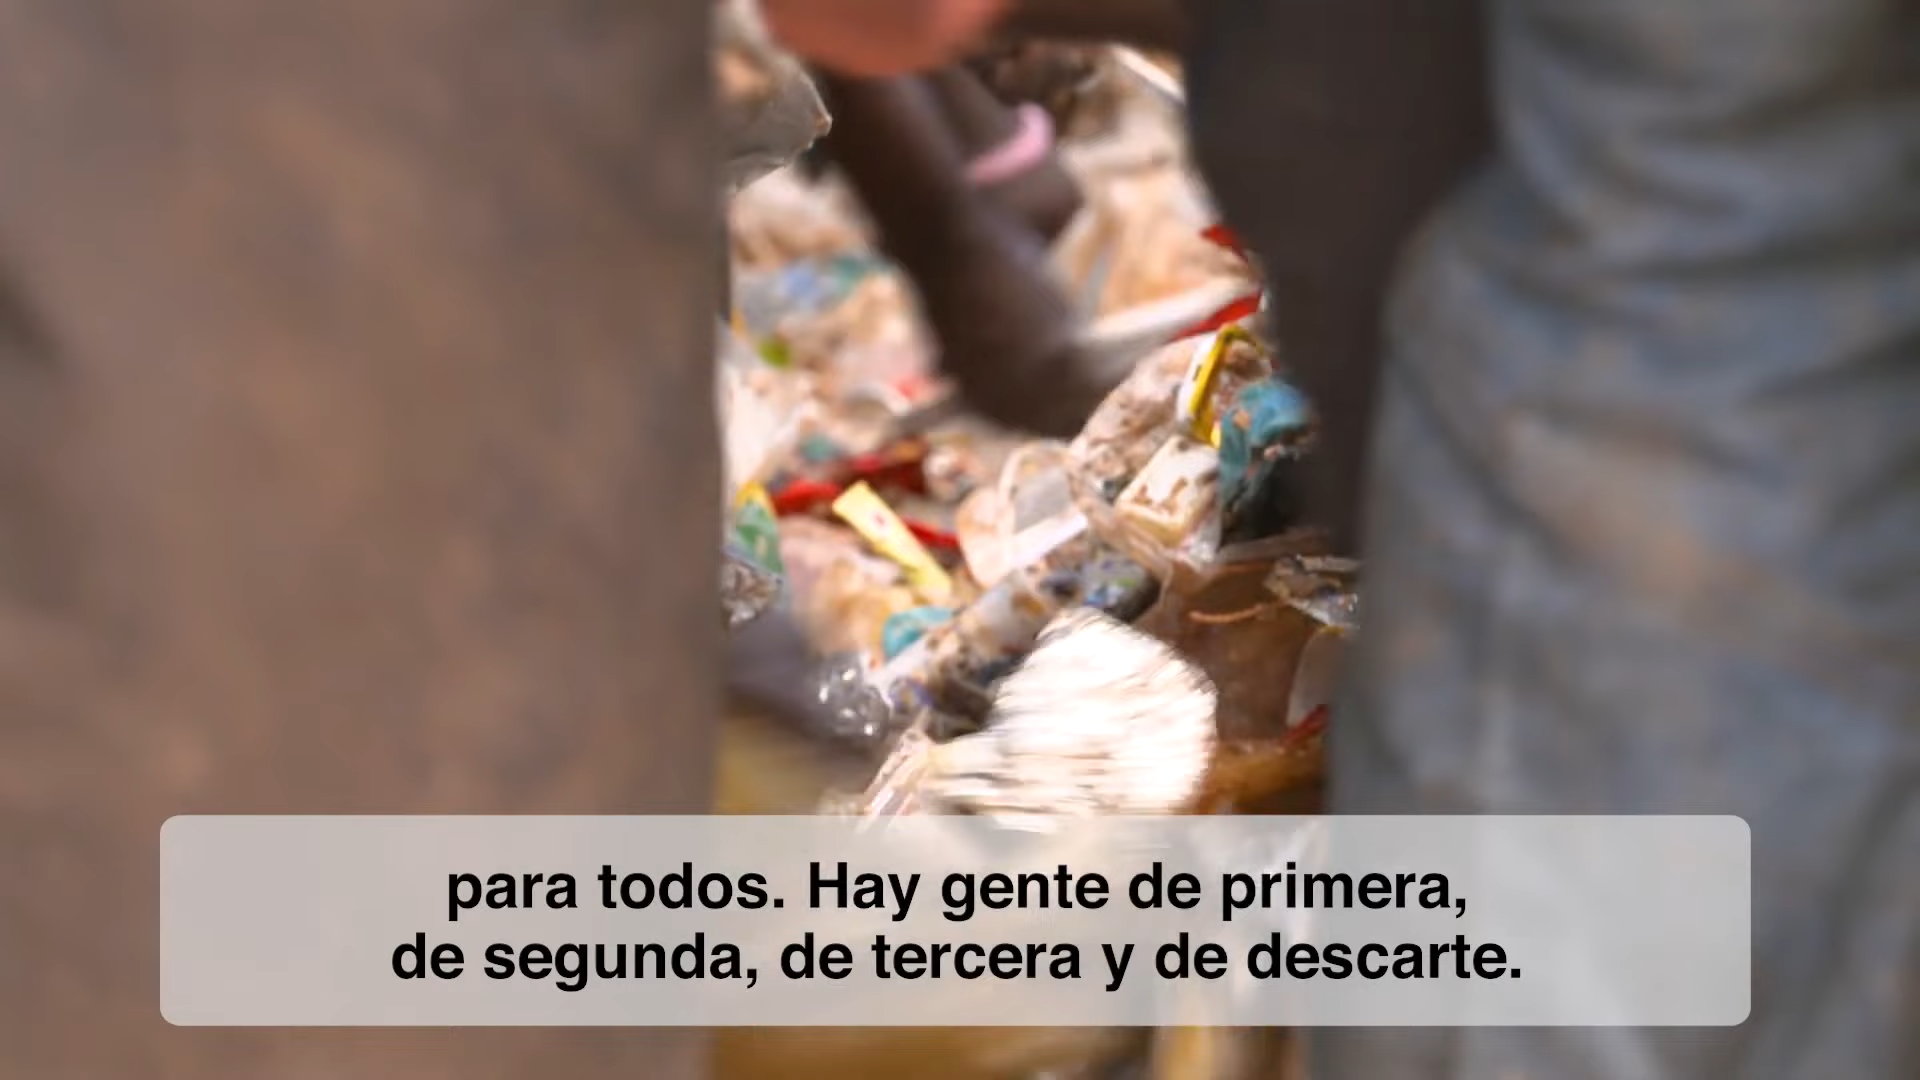 para todos. Hay gente de primera,
de segunda, de tercera y de descarte.